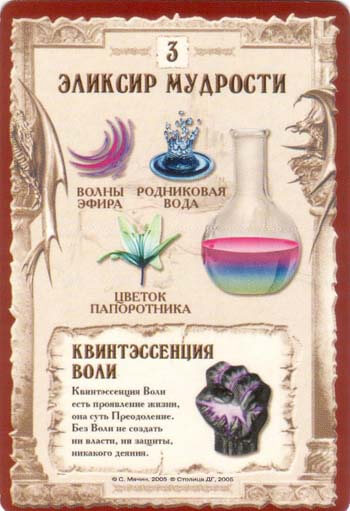 3
ЭЛИКСИР МУДРОСТИ
ВОЛНЫ
ЭФИРА
РОДНИКОВАЯ
ВОДА
ЦВЕТОК
ПАПОРОТНИКА
КВИНТЭССЕНЦИЯ
ВОЛИ
Квинтэссенция Воли
есть проявление жизни,
она суть Преодоление.
Без Воли не создать
ни власти, ни защиты,
никакого деяния.
© С. Мачин, 2005 © Столица ДГ, 2005